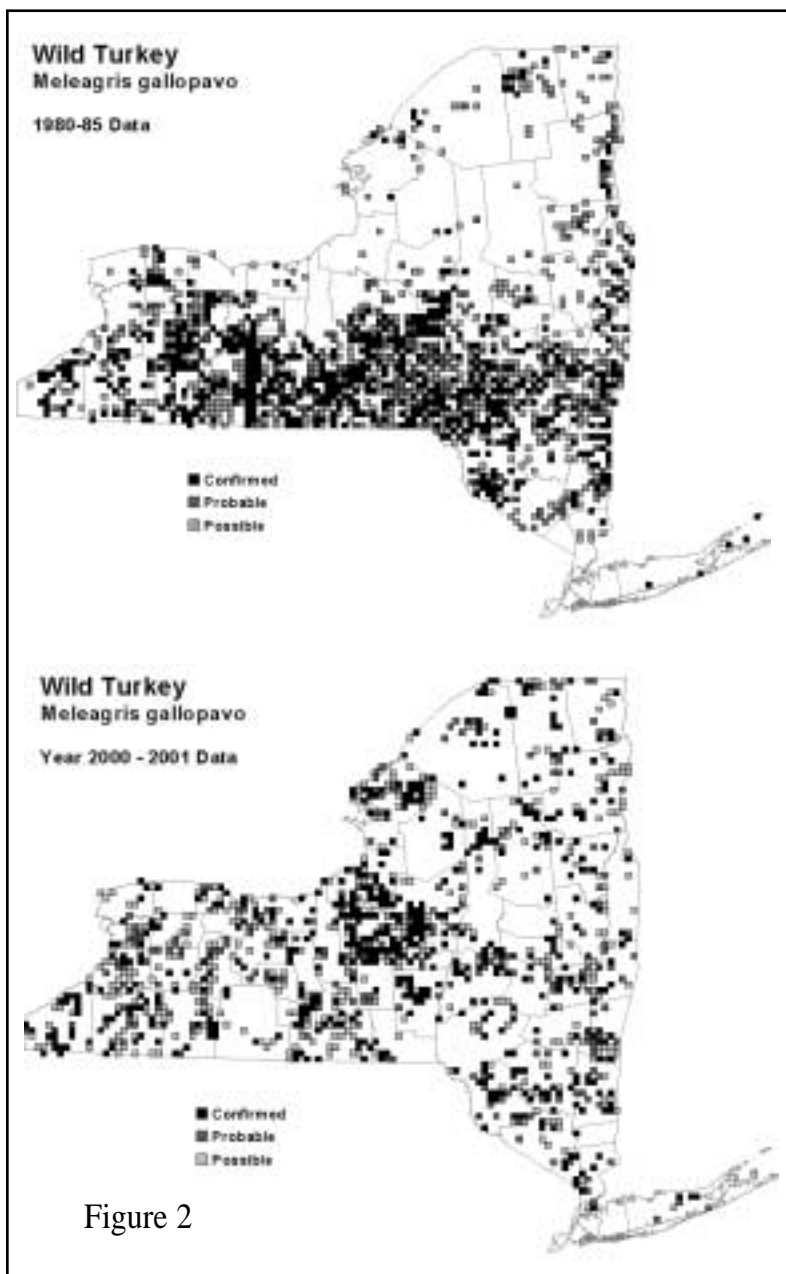 Wild Turkey
Meleagris gallopavo
1980-85 Data
Confirmed
Probable
Possible
Wild Turkey
Meleagris gallopavo
Year 2000 - 2001 Data
Confirmed
Probable
Possible
Figure 2